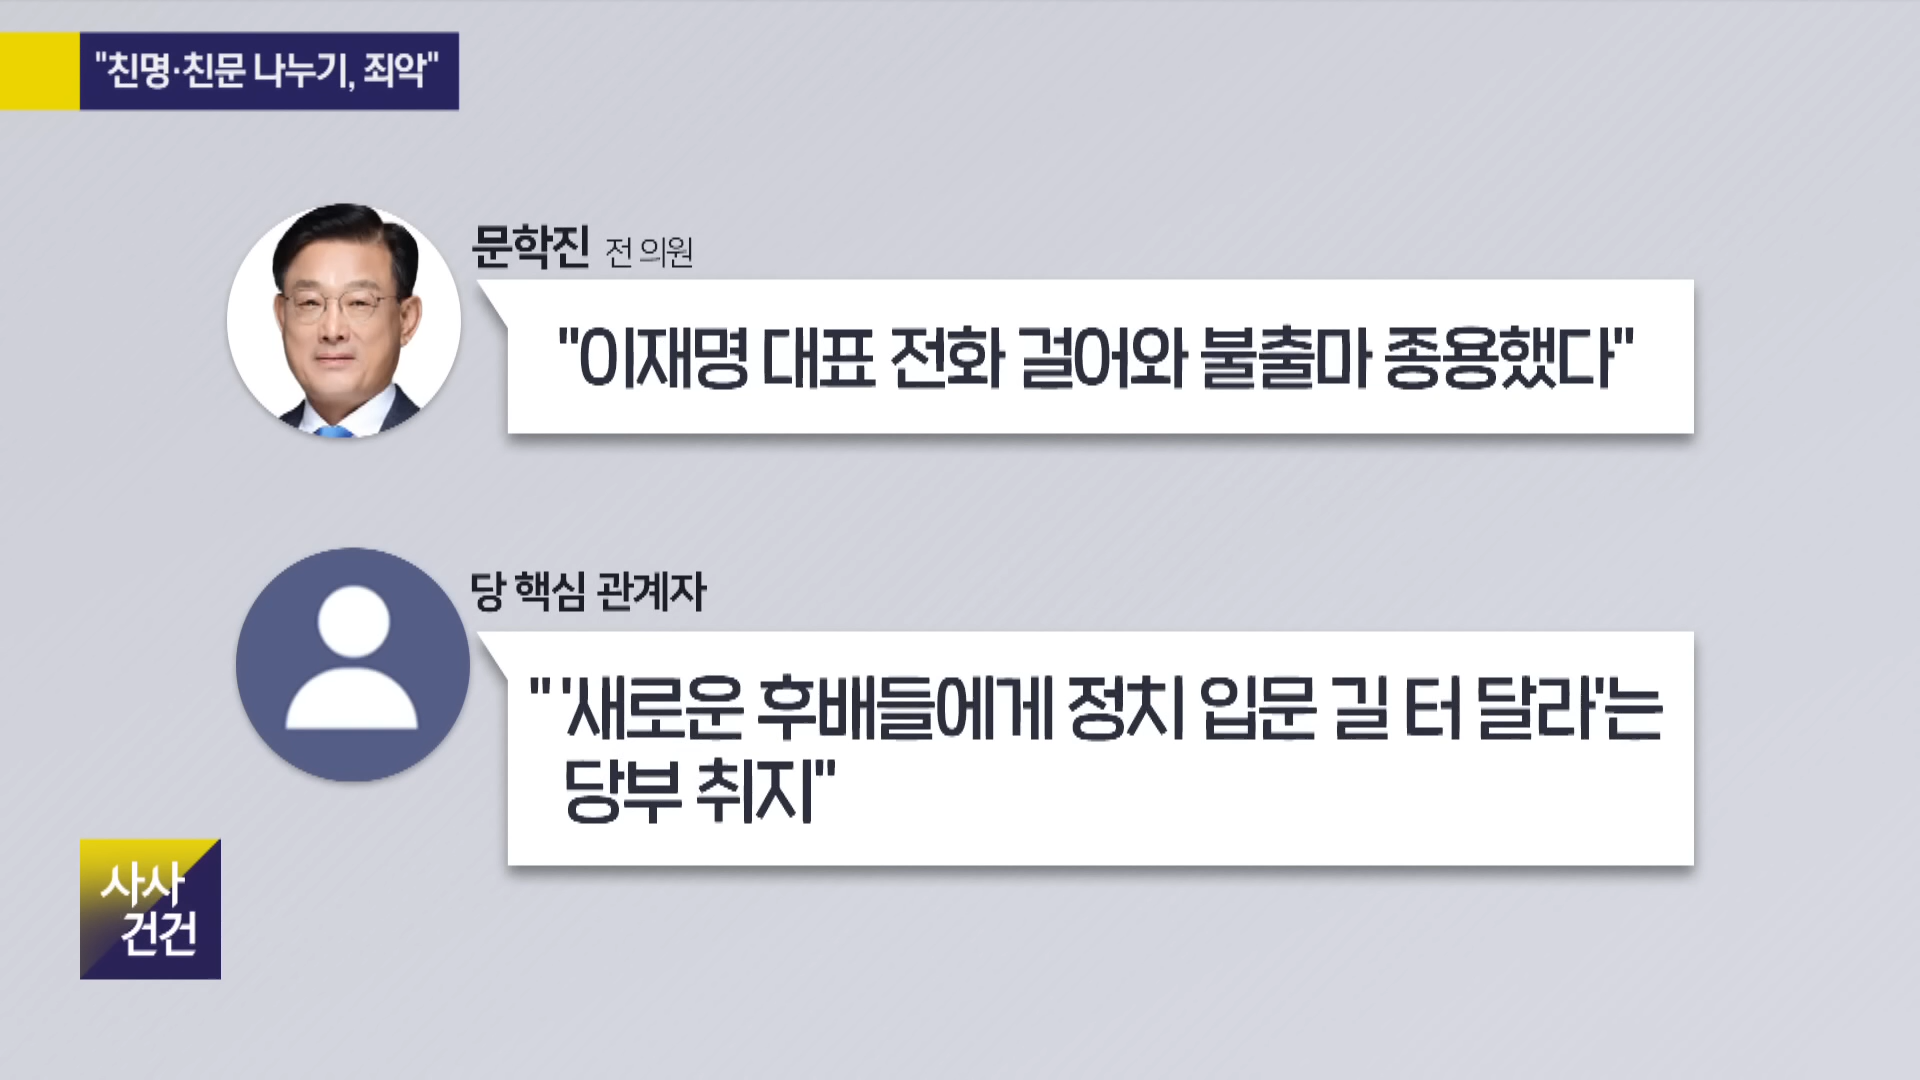 "친명·친문 나누기, 죄악"
문학진 전 의원
"이재명 대표 전화 걸어와 불출마 종용했다"
당 핵심 관계자
" '새로운 후배들에게 정치 입문 길 터 달라'는
당부 취지"
사사
건건